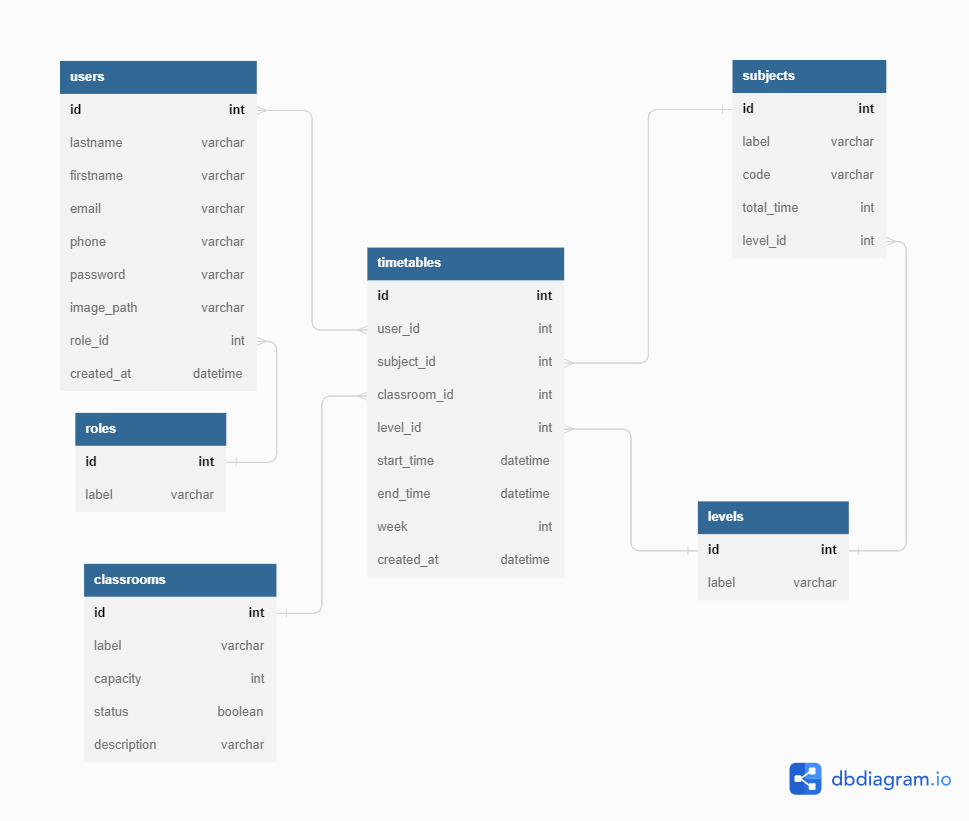 users
id int
lastname varchar
firstname varchar
email varchar
phone varchar
password varchar
image_path varchar
role_id int
created_at datetime
roles
id int
label varchar
classrooms
id int
label varchar
capacity int
status boolean
description varchar
timetables
id int
user_id int
subject_id int
classroom_id int
level_id int
start_time datetime
end_time datetime
week int
created_at datetime
subjects
id int
label varchar
code varchar
total_time int
level_id int
levels
id int
label varchar
dbdiagram.io